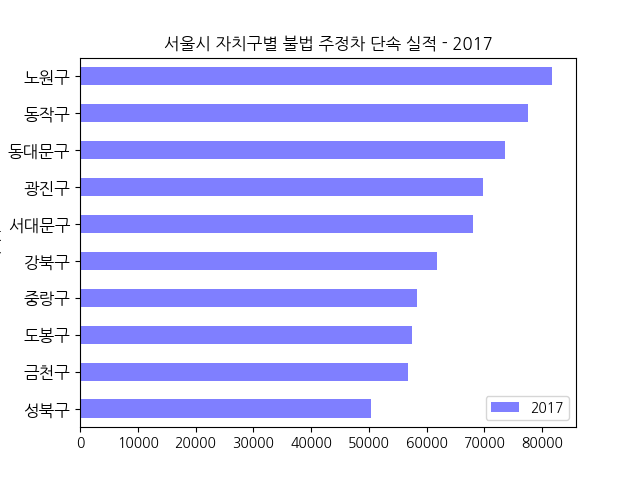 서울시 자치구별 불법 주정차 단속 실적 - 2017
노원구
동작구
동대문구
광진구
서대문구
강북구
중랑구
도봉구
금천구
성북구
2017
0 10000 20000 30000 40000 50000 60000 70000 80000